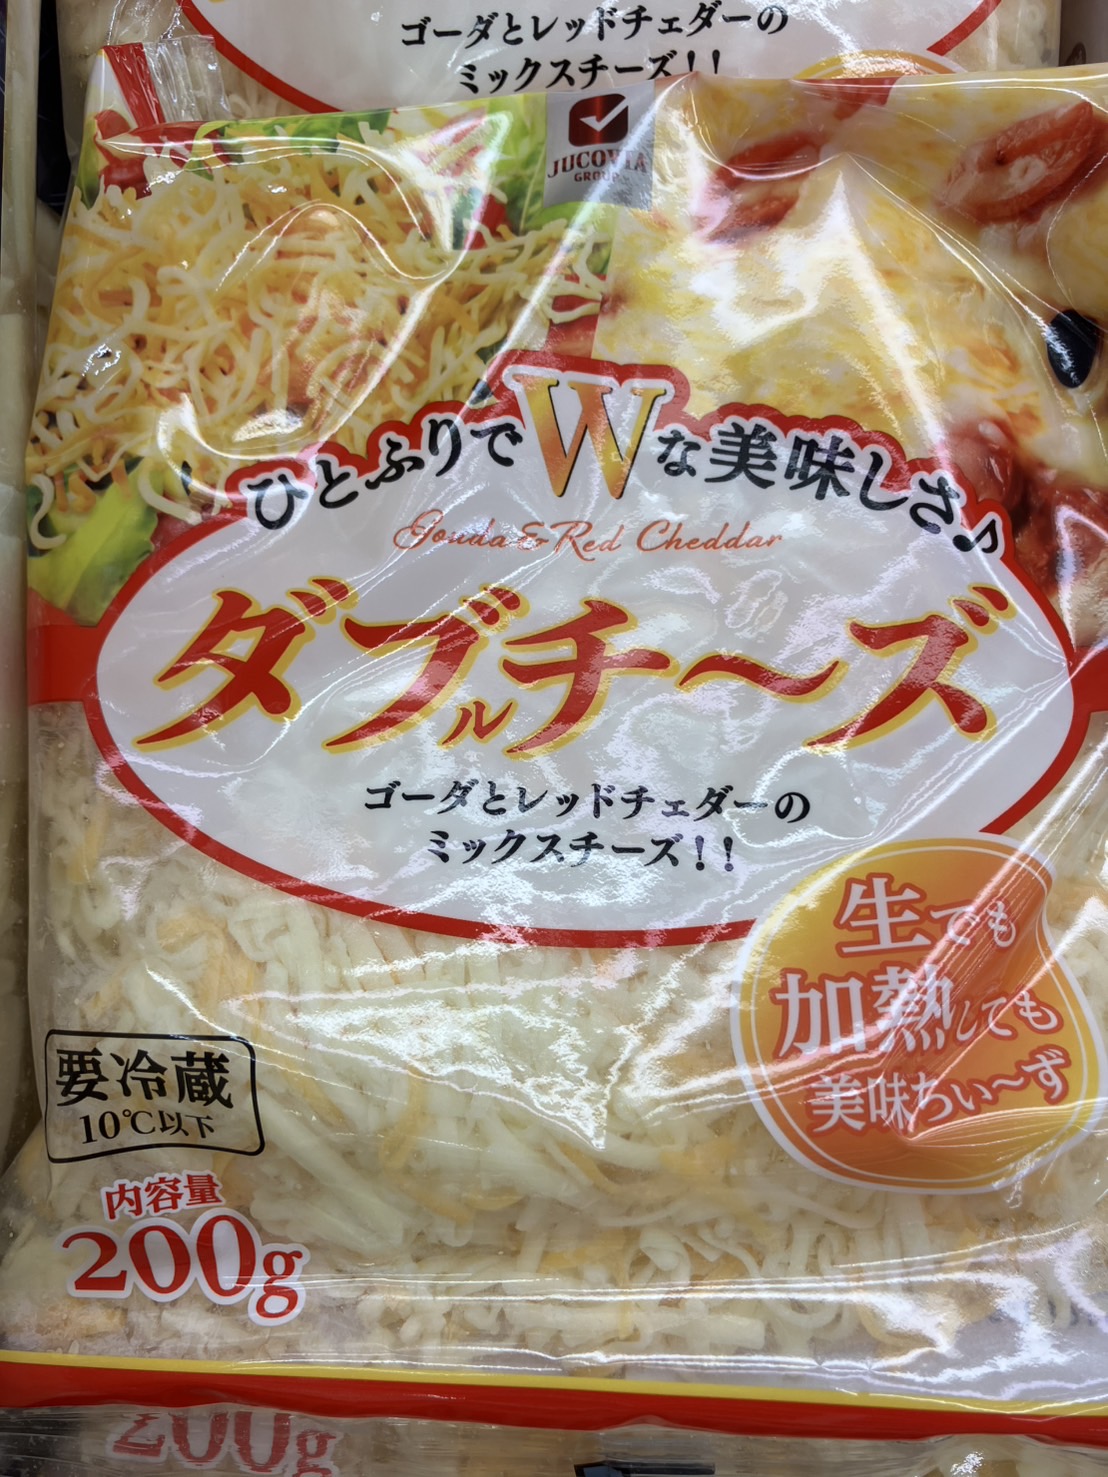 ゴーダとレッドチェダーの
ミックスチーズ！！
JUCOVIA
GROUP
ひとふりでWな美味しさ♪
Gouda & Red Cheddar
ダブルチ〜ズ
ゴーダとレッドチェダーの
ミックスチーズ！！
生でも
加熱しても
美味ちぃ〜ず
要冷蔵
10℃以下
内容量
200g
200g